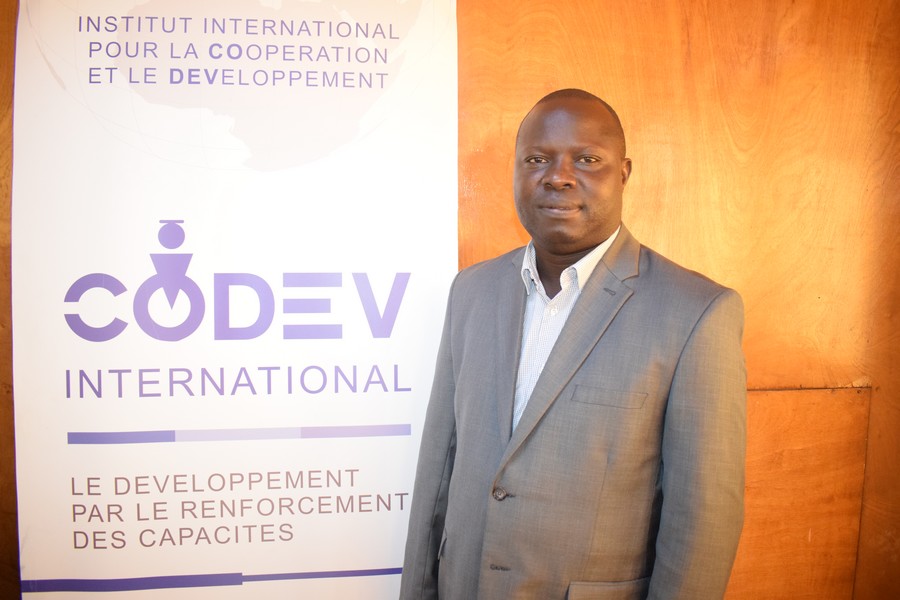 INSTITUT INTERNATIONAL
POUR LA COOPERATION
ET LE DEVELOPPEMENT
CODEV
INTERNATIONAL
LE DEVELOPPEMENT
PAR LE RENFORCEMENT
DES CAPACITES